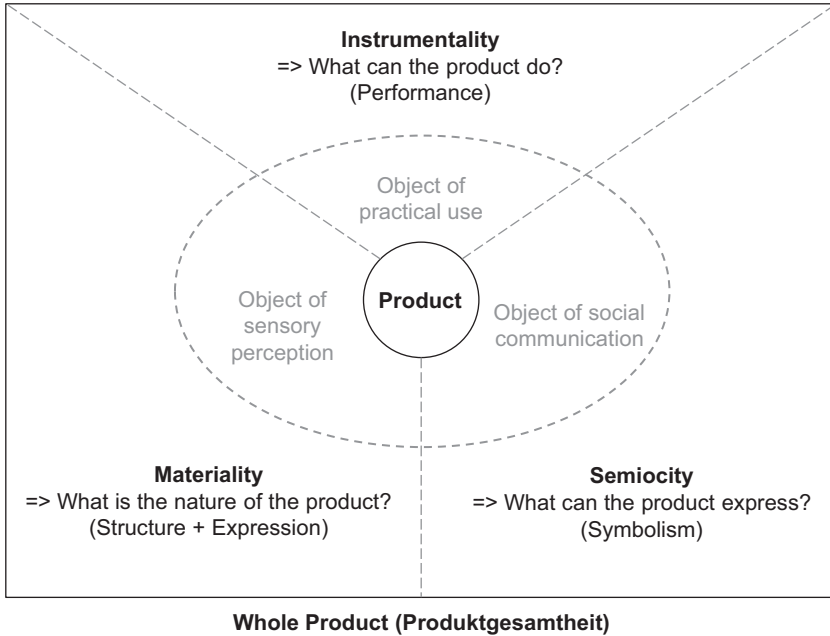 Instrumentality
=> What can the product do?
(Performance)
Object of
practical use
Product
Object of
sensory
perception
Object of social
communication
Materiality
=> What is the nature of the product?
(Structure + Expression)
Semiocity
=> What can the product express?
(Symbolism)
Whole Product (Produktgesamtheit)